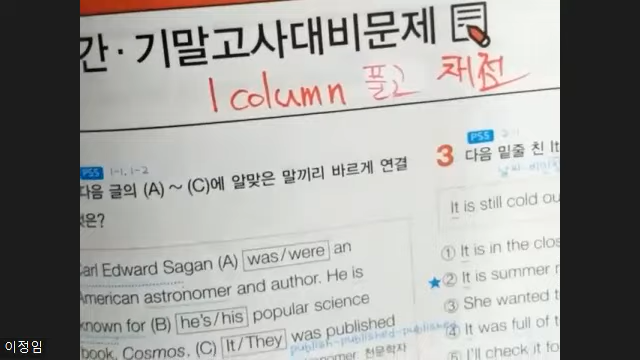 간·기말고사대비문제
1 column 풀고 채점
PSS 1-1, 1-2
다음 글의 (A)~(C)에 알맞은 말끼리 바르게 연결
것은?
Carl Edward Sagan (A) was/were an
American astronomer and author. He is
known for (B) he's/his popular science
book, Cosmos. (C) It/They was published
publish-published-published
천문학자
PSS 2-1
3 다음 밑줄 친 It
It is still cold ou
① It is in the clos
★② It is summer
③ She wanted t
④ It was full of
⑤ I'll check it fo
이정임